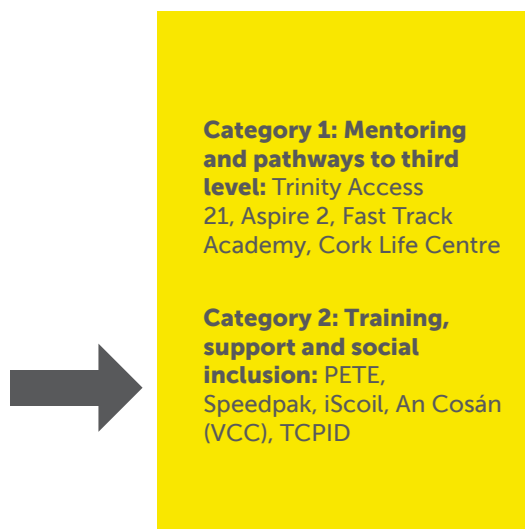 Category 1: Mentoring
and pathways to third
level: Trinity Access
21, Aspire 2, Fast Track
Academy, Cork Life Centre
Category 2: Training,
support and social
inclusion: PETE,
Speedpak, iScoil, An Cosán
(VCC), TCPID